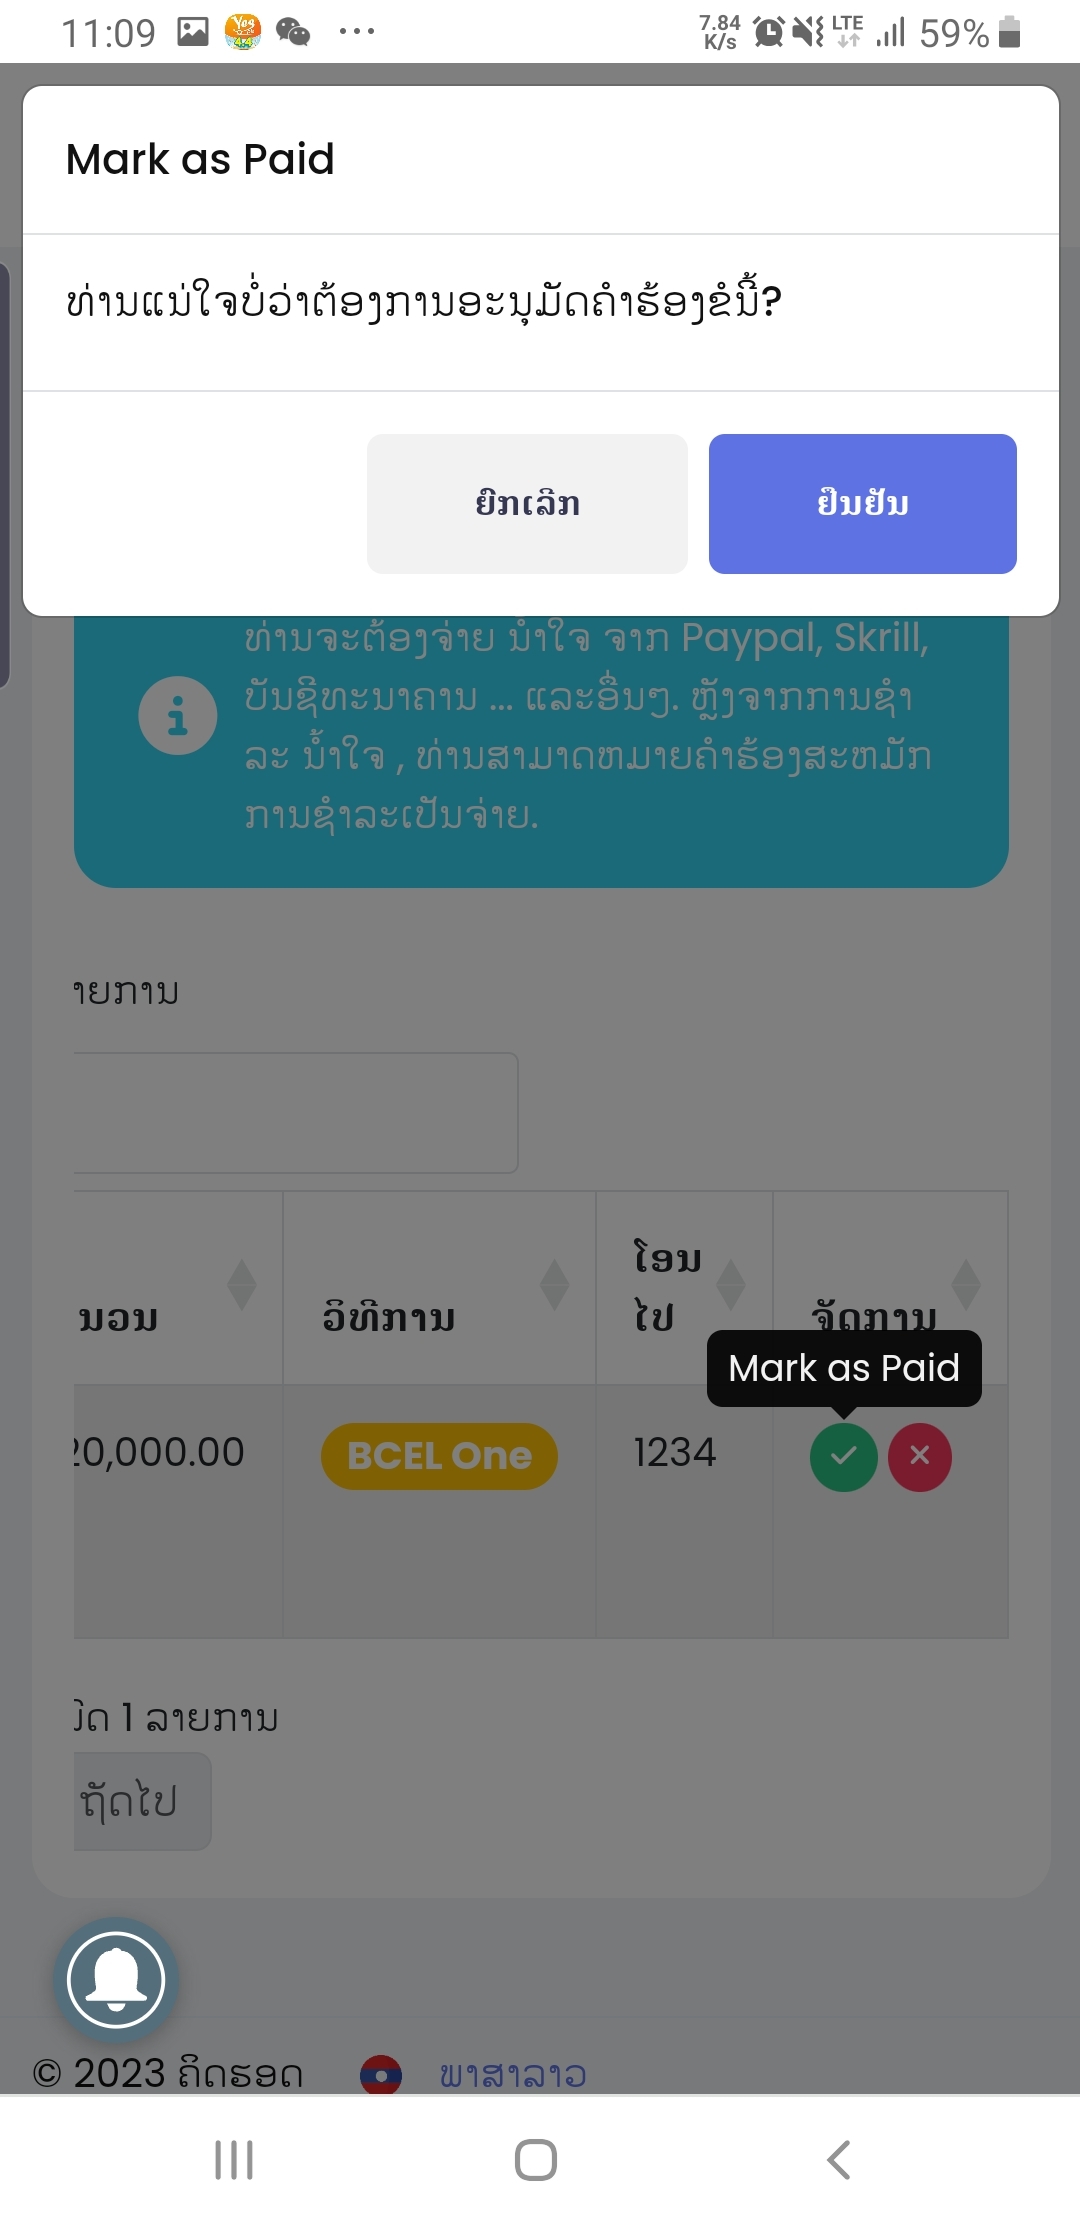 11:09
7.84 K/s
LTE
59%
Mark as Paid
ທ່ານແນ່ໃຈບໍ່ວ່າຕ້ອງການອະນຸມັດຄຳຮ້ອງຂໍນີ້?
ຍົກເລີກ
ຢືນຢັນ
ທ່ານຈະຕ້ອງຈ່າຍ ນ້ຳໃຈ ຈາກ Paypal, Skrill,
ບັນຊີທະນາຄານ ... ແລະອື່ນໆ. ຫຼັງຈາກການຊຳ
ລະ ນ້ຳໃຈ , ທ່ານສາມາດຫມາຍຄຳຮ້ອງສະຫມັກ
ການຊຳລະເປັນຈ່າຍ.
າຍການ
ນວນ
ວິທີການ
ໂອນ
ໄປ
ຈັດການ
Mark as Paid
20,000.00
BCEL One
1234
ມົດ 1 ລາຍການ
ຖັດໄປ
© 2023 ຄິດຮອດ
ພາສາລາວ